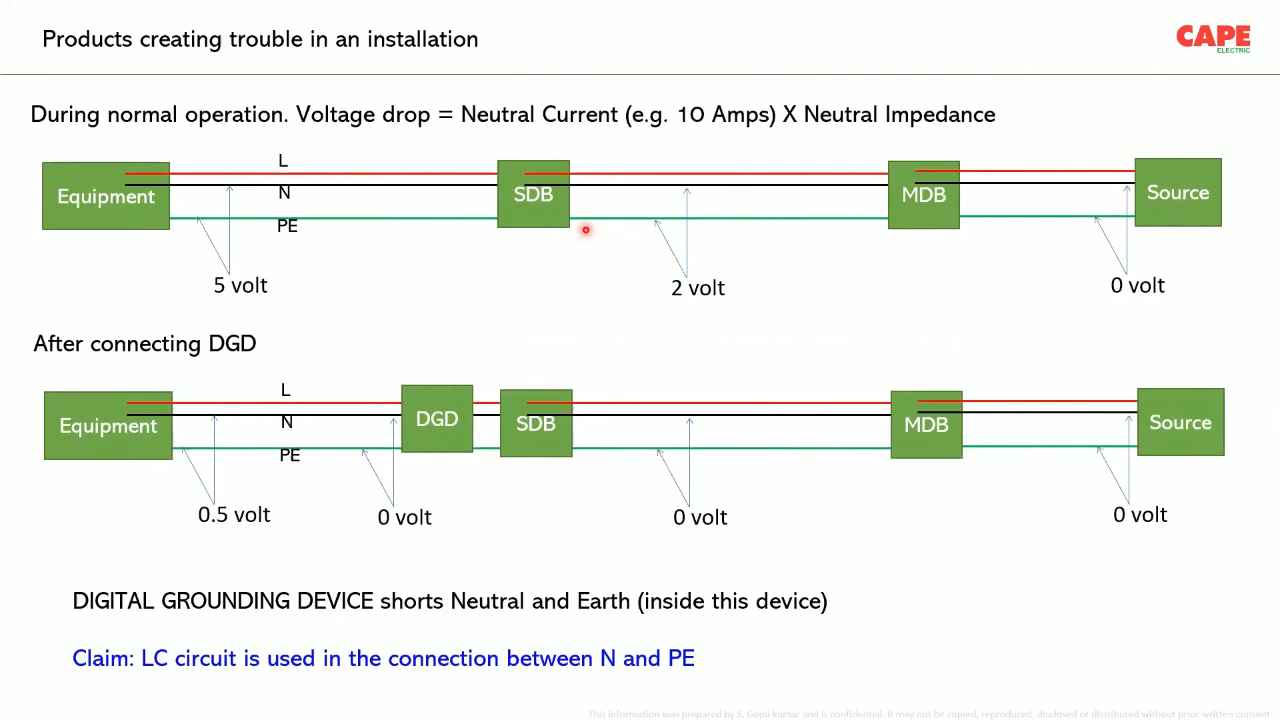 Products creating trouble in an installation
CAPE
ELECTRIC
During normal operation. Voltage drop = Neutral Current (e.g. 10 Amps) X Neutral Impedance
L
Equipment
N
SDB
MDB
Source
PE
5 volt
2 volt
0 volt
After connecting DGD
L
Equipment
N
DGD
SDB
MDB
Source
PE
0.5 volt
0 volt
0 volt
0 volt
DIGITAL GROUNDING DEVICE shorts Neutral and Earth (inside this device)
Claim: LC circuit is used in the connection between N and PE
This information was prepared by S. Gopa kumar and is confidential. It may not be copied, reproduced, disclosed or distributed without prior written consent